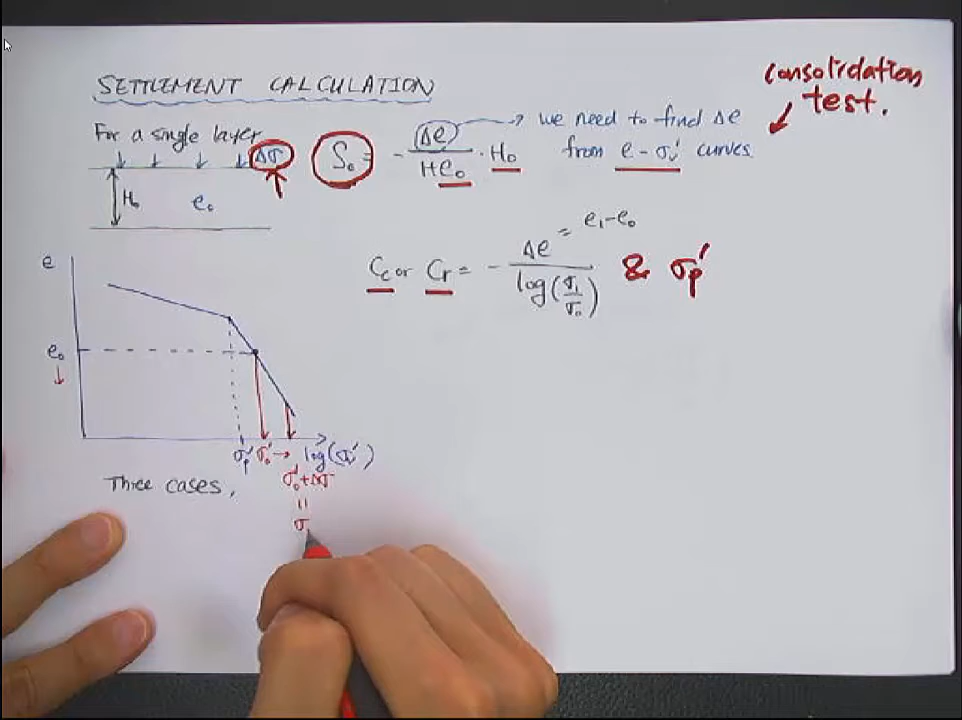 SETTLEMENT CALCULATION
consolidation
test.
For a single layer
Δσ
S₀ = - Δe / 1+e₀ · H₀
we need to find Δe
from e - σᵥ' curves
H₀
e₀
Cc or Cr = - Δe / log(σ₁/σ₀) & σp'
= e₁-e₀
e
e₀
σp' σ₀' → log(σᵥ')
σ₀'+Δσ
=
σ
Three cases,